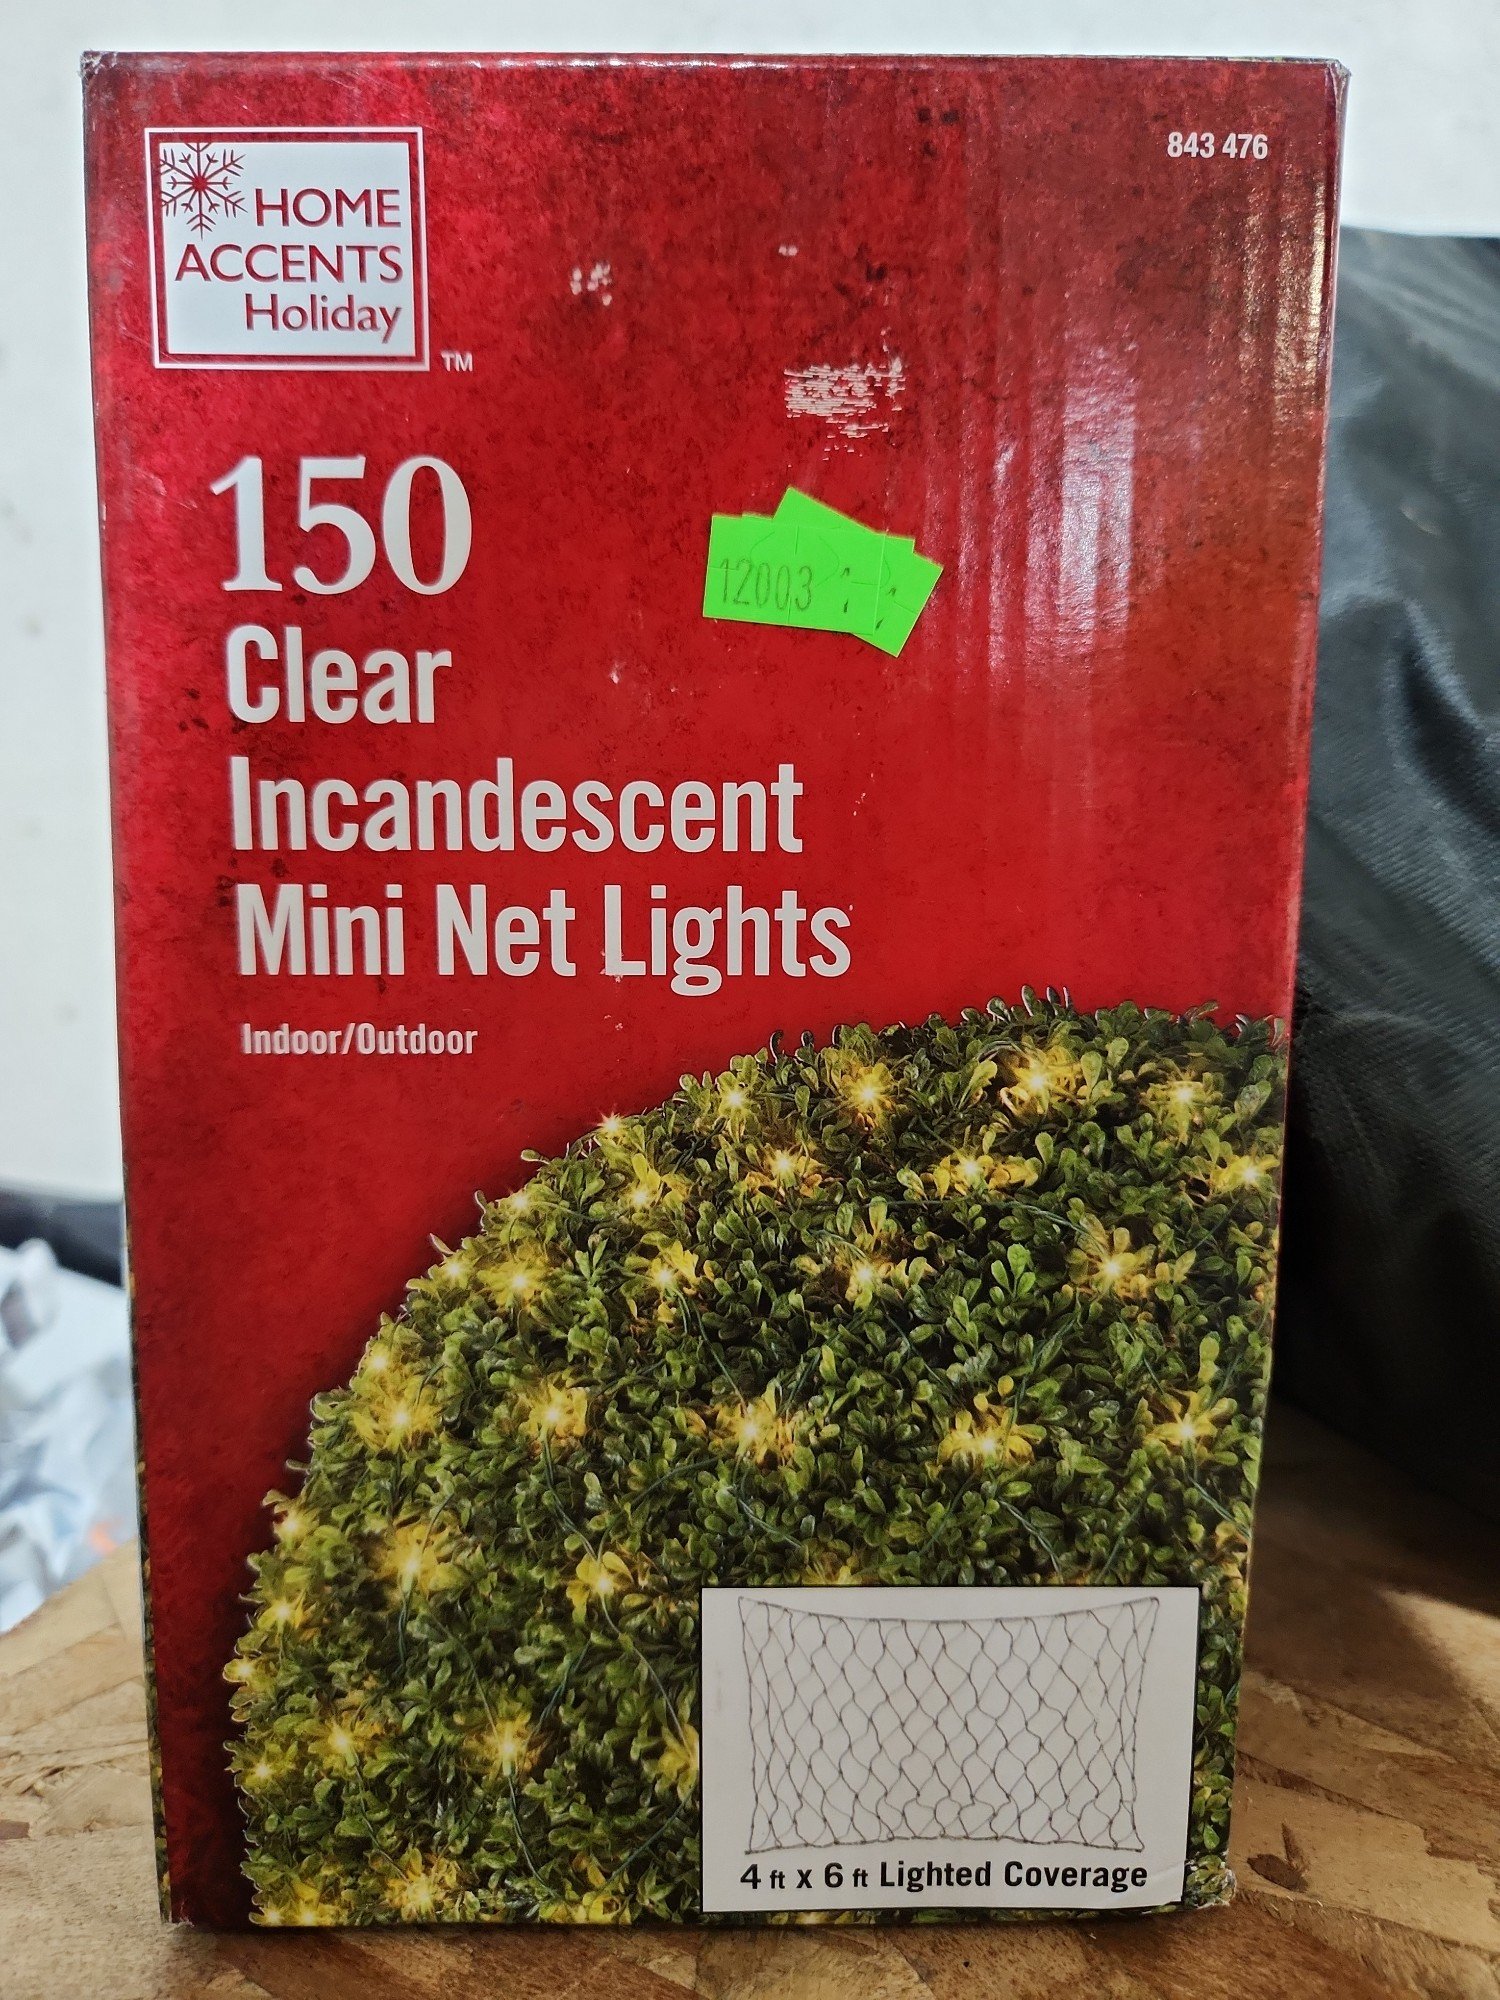 HOME
ACCENTS
Holiday
TM
843 476
150
Clear
Incandescent
Mini Net Lights
Indoor/Outdoor
12003
4 ft x 6 ft Lighted Coverage